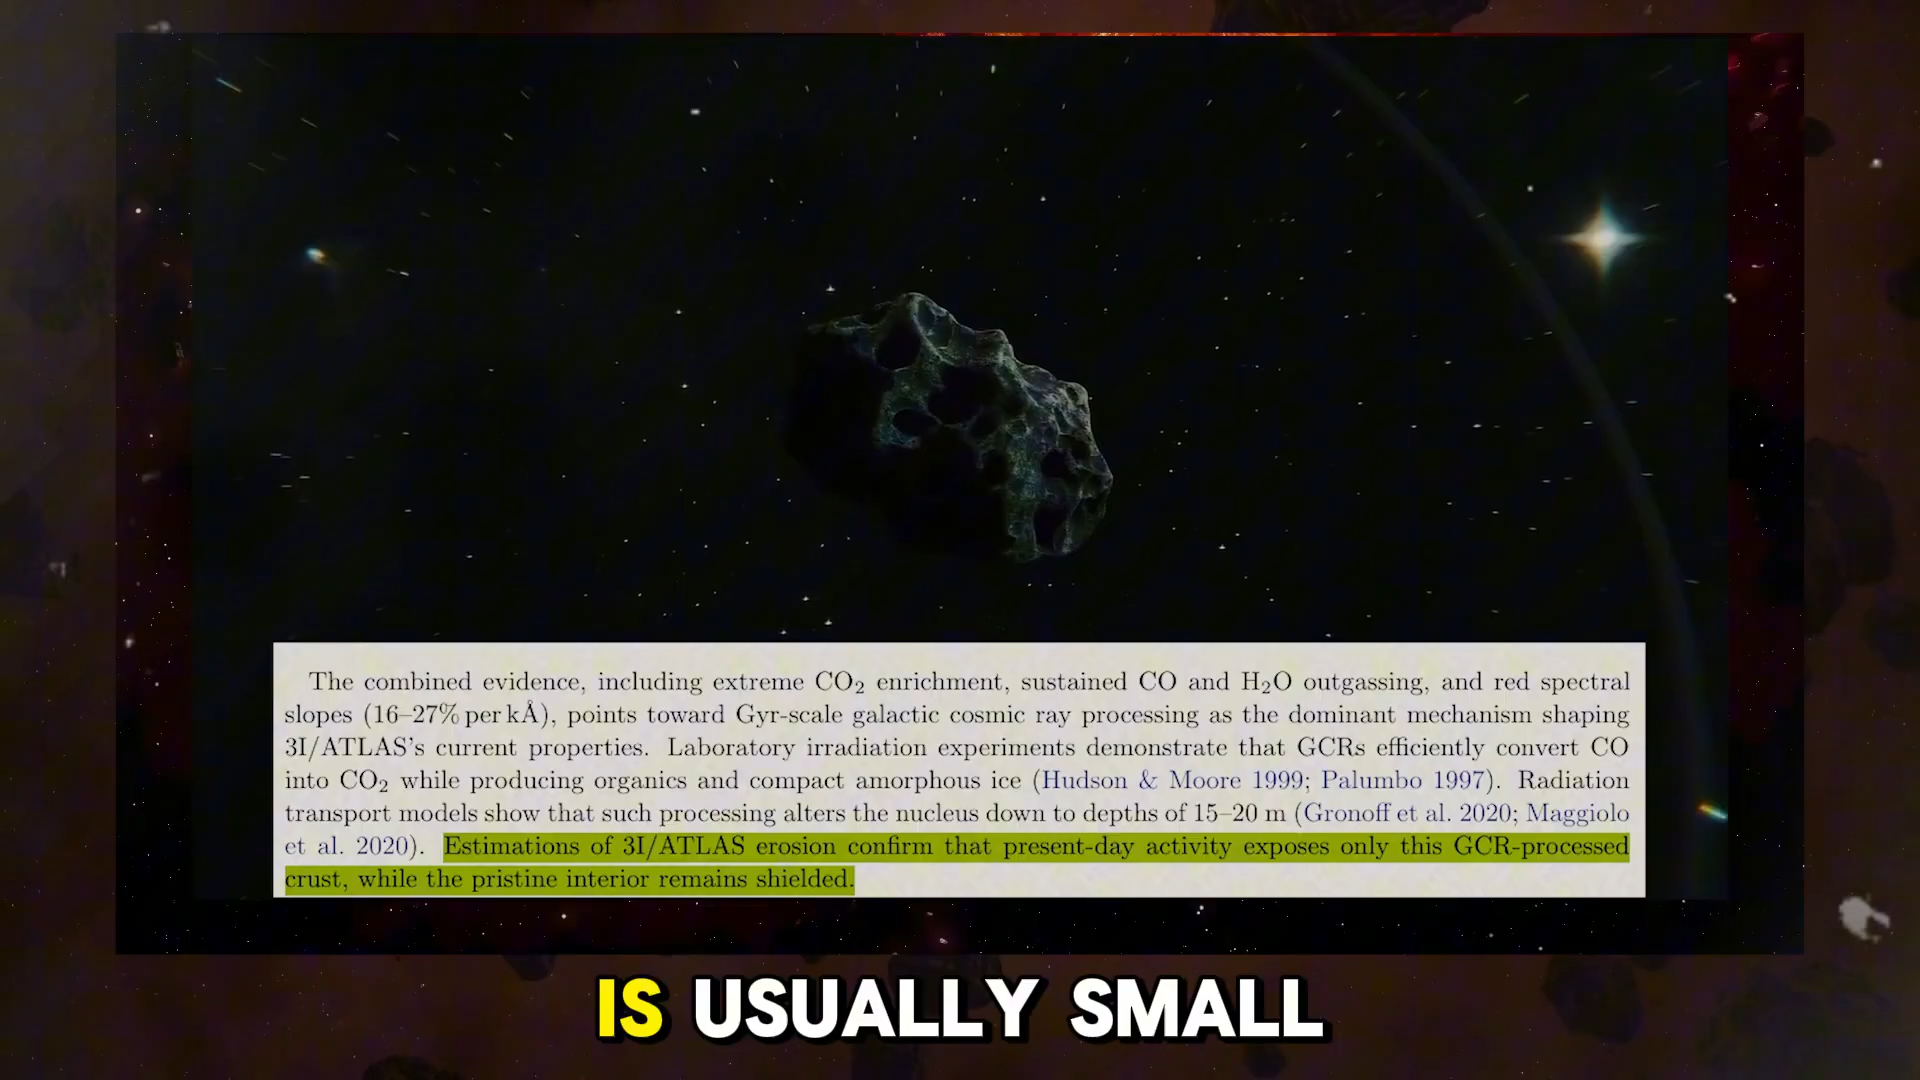 The combined evidence, including extreme CO₂ enrichment, sustained CO and H₂O outgassing, and red spectral
slopes (16–27% per kÅ), points toward Gyr-scale galactic cosmic ray processing as the dominant mechanism shaping
3I/ATLAS's current properties. Laboratory irradiation experiments demonstrate that GCRs efficiently convert CO
into CO₂ while producing organics and compact amorphous ice (Hudson & Moore 1999; Palumbo 1997). Radiation
transport models show that such processing alters the nucleus down to depths of 15–20 m (Gronoff et al. 2020; Maggiolo
et al. 2020). Estimations of 3I/ATLAS erosion confirm that present-day activity exposes only this GCR-processed
crust, while the pristine interior remains shielded.
IS USUALLY SMALL